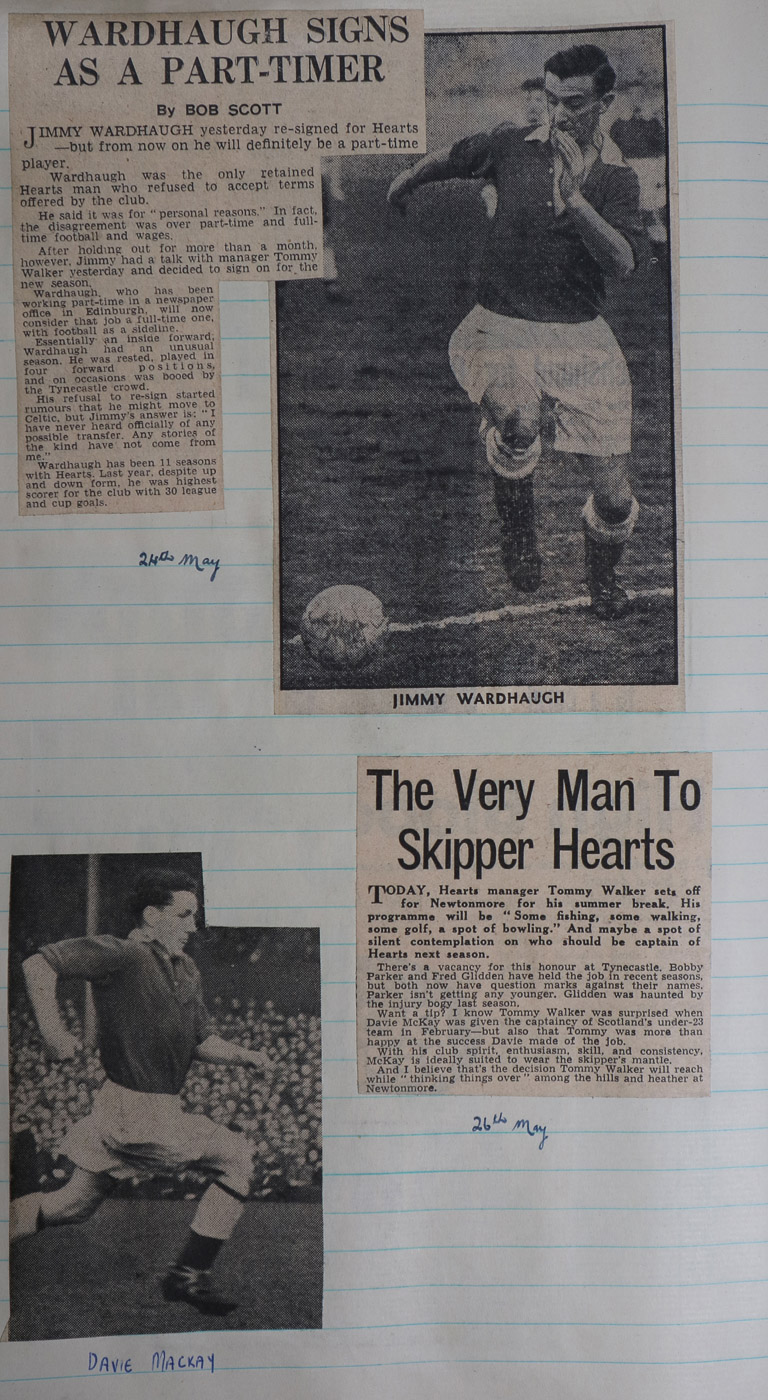 WARDHAUGH SIGNS
AS A PART-TIMER
By BOB SCOTT
JIMMY WARDHAUGH yesterday re-signed for Hearts
—but from now on he will definitely be a part-time
player.
Wardhaugh was the only retained
Hearts man who refused to accept terms
offered by the club.
He said it was for "personal reasons." In fact,
the disagreement was over part-time and full-
time football and wages.
After holding out for more than a month,
however, Jimmy had a talk with manager Tommy
Walker yesterday and decided to sign on for the
new season.
Wardhaugh, who has been
working part-time in a newspaper
office in Edinburgh, will now
consider that job a full-time one,
with football as a sideline.
Essentially an inside forward,
Wardhaugh had an unusual
season. He was rested, played in
four forward positions,
and on occasions was booed by
the Tynecastle crowd.
His refusal to re-sign started
rumours that he might move to
Celtic, but Jimmy's answer is: "I
have never heard officially of any
possible transfer. Any stories of
the kind have not come from
me."
Wardhaugh has been 11 seasons
with Hearts. Last year, despite up
and down form, he was highest
scorer for the club with 30 league
and cup goals.
24th May
JIMMY WARDHAUGH
The Very Man To
Skipper Hearts
TODAY, Hearts manager Tommy Walker sets off
for Newtonmore for his summer break. His
programme will be "Some fishing, some walking,
some golf, a spot of bowling." And maybe a spot of
silent contemplation on who should be captain of
Hearts next season.
There's a vacancy for this honour at Tynecastle. Bobby
Parker and Fred Glidden have held the job in recent seasons,
but both now have question marks against their names.
Parker isn't getting any younger. Glidden was haunted by
the injury bogy last season.
Want a tip? I know Tommy Walker was surprised when
Davie McKay was given the captaincy of Scotland's under-23
team in February—but also that Tommy was more than
happy at the success Davie made of the job.
With his club spirit, enthusiasm, skill, and consistency,
McKay is ideally suited to wear the skipper's mantle.
And I believe that's the decision Tommy Walker will reach
while "thinking things over" among the hills and heather at
Newtonmore.
26th May
DAVIE MACKAY